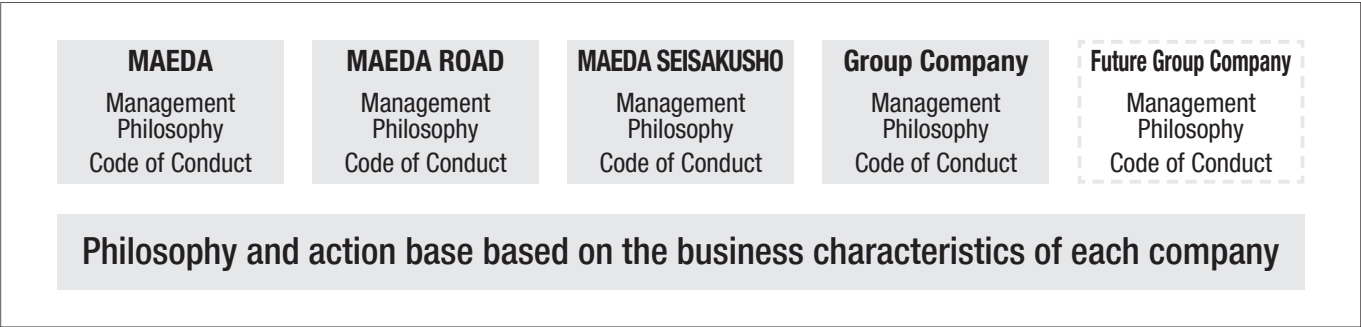 MAEDA
Management
Philosophy
Code of Conduct
MAEDA ROAD
Management
Philosophy
Code of Conduct
MAEDA SEISAKUSHO
Management
Philosophy
Code of Conduct
Group Company
Management
Philosophy
Code of Conduct
Future Group Company
Management
Philosophy
Code of Conduct
Philosophy and action base based on the business characteristics of each company